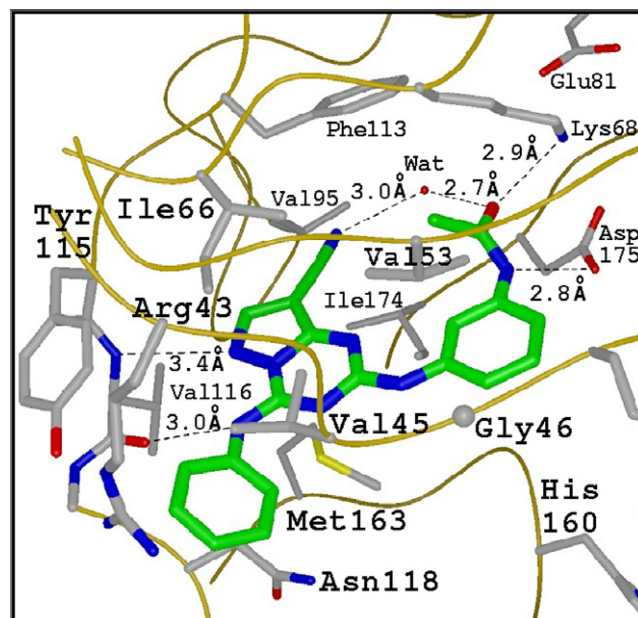 Glu81
Phe113
Lys68
2.9Å
Wat
Val95
3.0Å
2.7Å
Ile66
Tyr
115
Val53
Asp
175
Arg43
Ile174
2.8Å
3.4Å
Val116
3.0Å
Val45
Gly46
Met163
His
160
Asn118